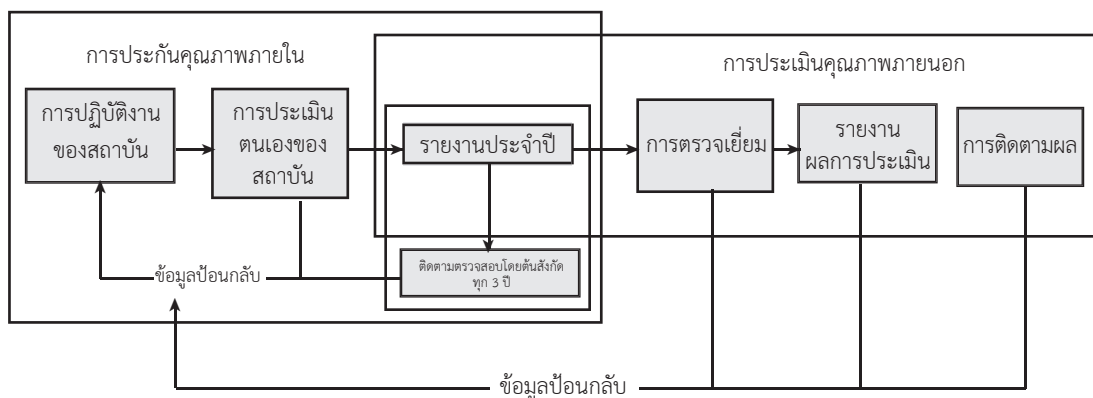 การประกันคุณภาพภายใน
การประเมินคุณภาพภายนอก
การปฏิบัติงาน
ของสถาบัน
การประเมิน
ตนเองของ
สถาบัน
รายงานประจำปี
การตรวจเยี่ยม
รายงาน
ผลการประเมิน
การติดตามผล
ติดตามตรวจสอบโดยต้นสังกัด
ทุก 3 ปี
ข้อมูลป้อนกลับ
ข้อมูลป้อนกลับ